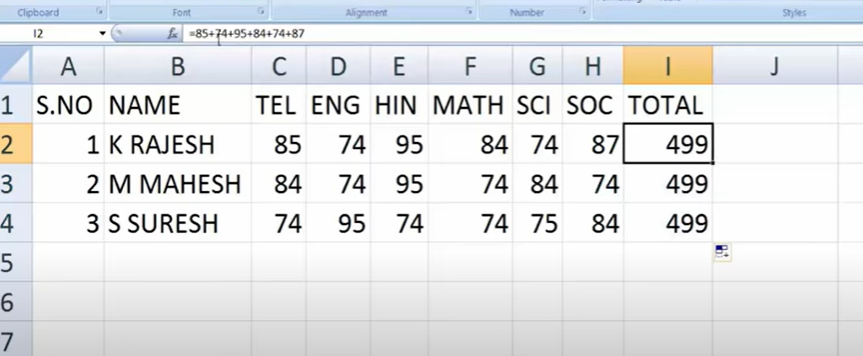 Clipboard Font Alignment Number Styles
I2 fx =85+74+95+84+74+87
A B C D E F G H I J
1 S.NO NAME TEL ENG HIN MATH SCI SOC TOTAL
2 1 K RAJESH 85 74 95 84 74 87 499
3 2 M MAHESH 84 74 95 74 84 74 499
4 3 S SURESH 74 95 74 74 75 84 499
5
6
7